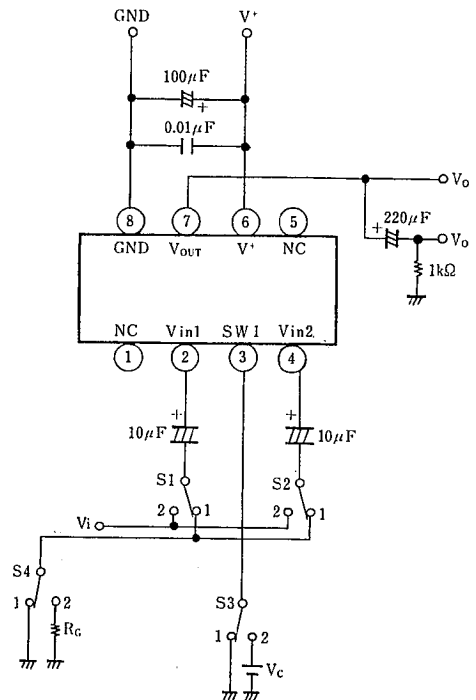 GND V⁺
100μF
+
0.01μF
Vo
220μF
+
Vo
1kΩ
8 7 6 5
GND VOUT V⁺ NC
NC Vin1 SW1 Vin2
1 2 3 4
+ +
10μF 10μF
S1 S2
2 1 2 1
Vi
S4
1 2
RG
S3
1 2
Vc